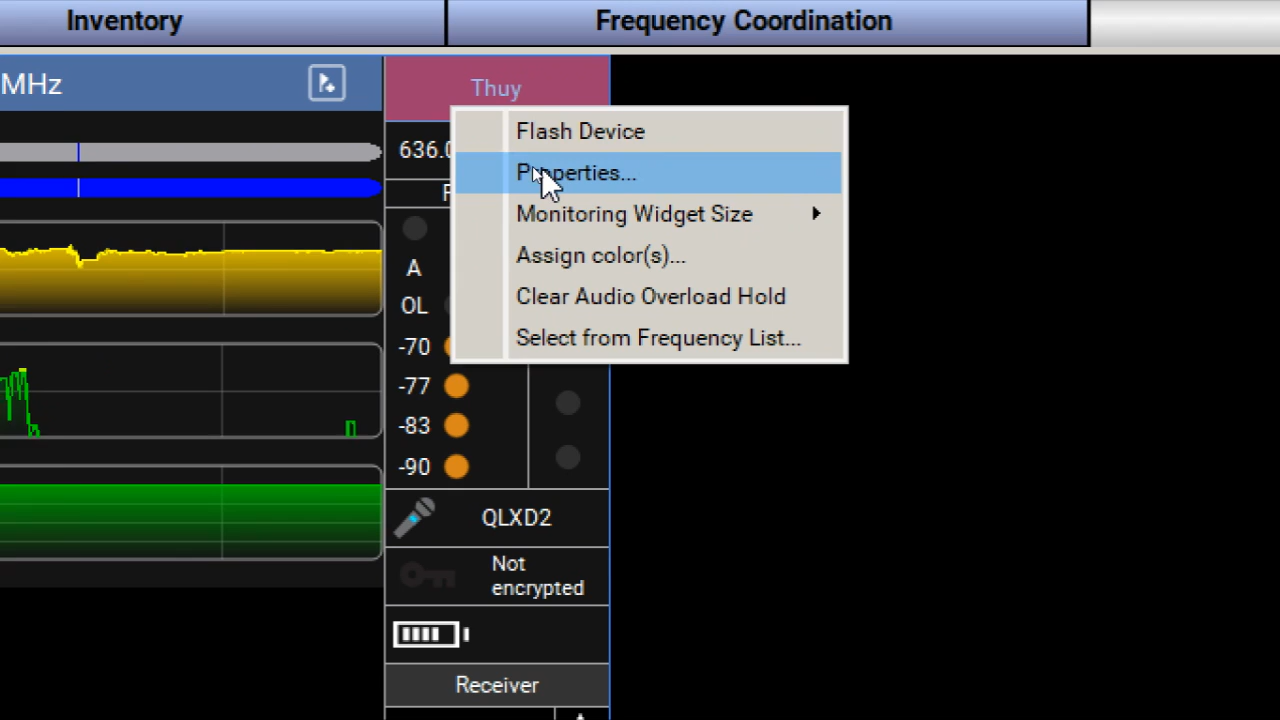 Inventory
Frequency Coordination
MHz
Thuy
Flash Device
636.0
Properties...
Monitoring Widget Size
Assign color(s)...
A
Clear Audio Overload Hold
OL
Select from Frequency List...
-70
-77
-83
-90
QLXD2
Not
encrypted
Receiver